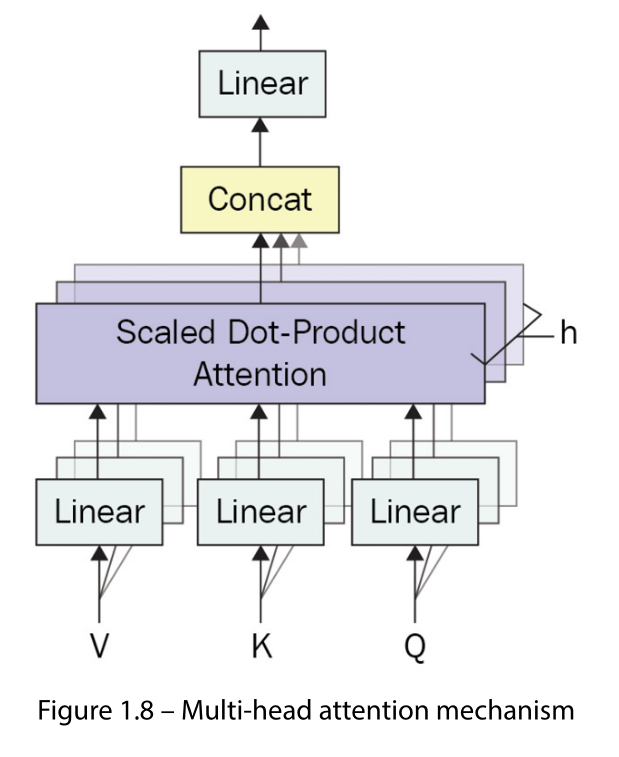 Linear
Concat
Scaled Dot-Product
Attention
h
Linear
Linear
Linear
V
K
Q
Figure 1.8 – Multi-head attention mechanism